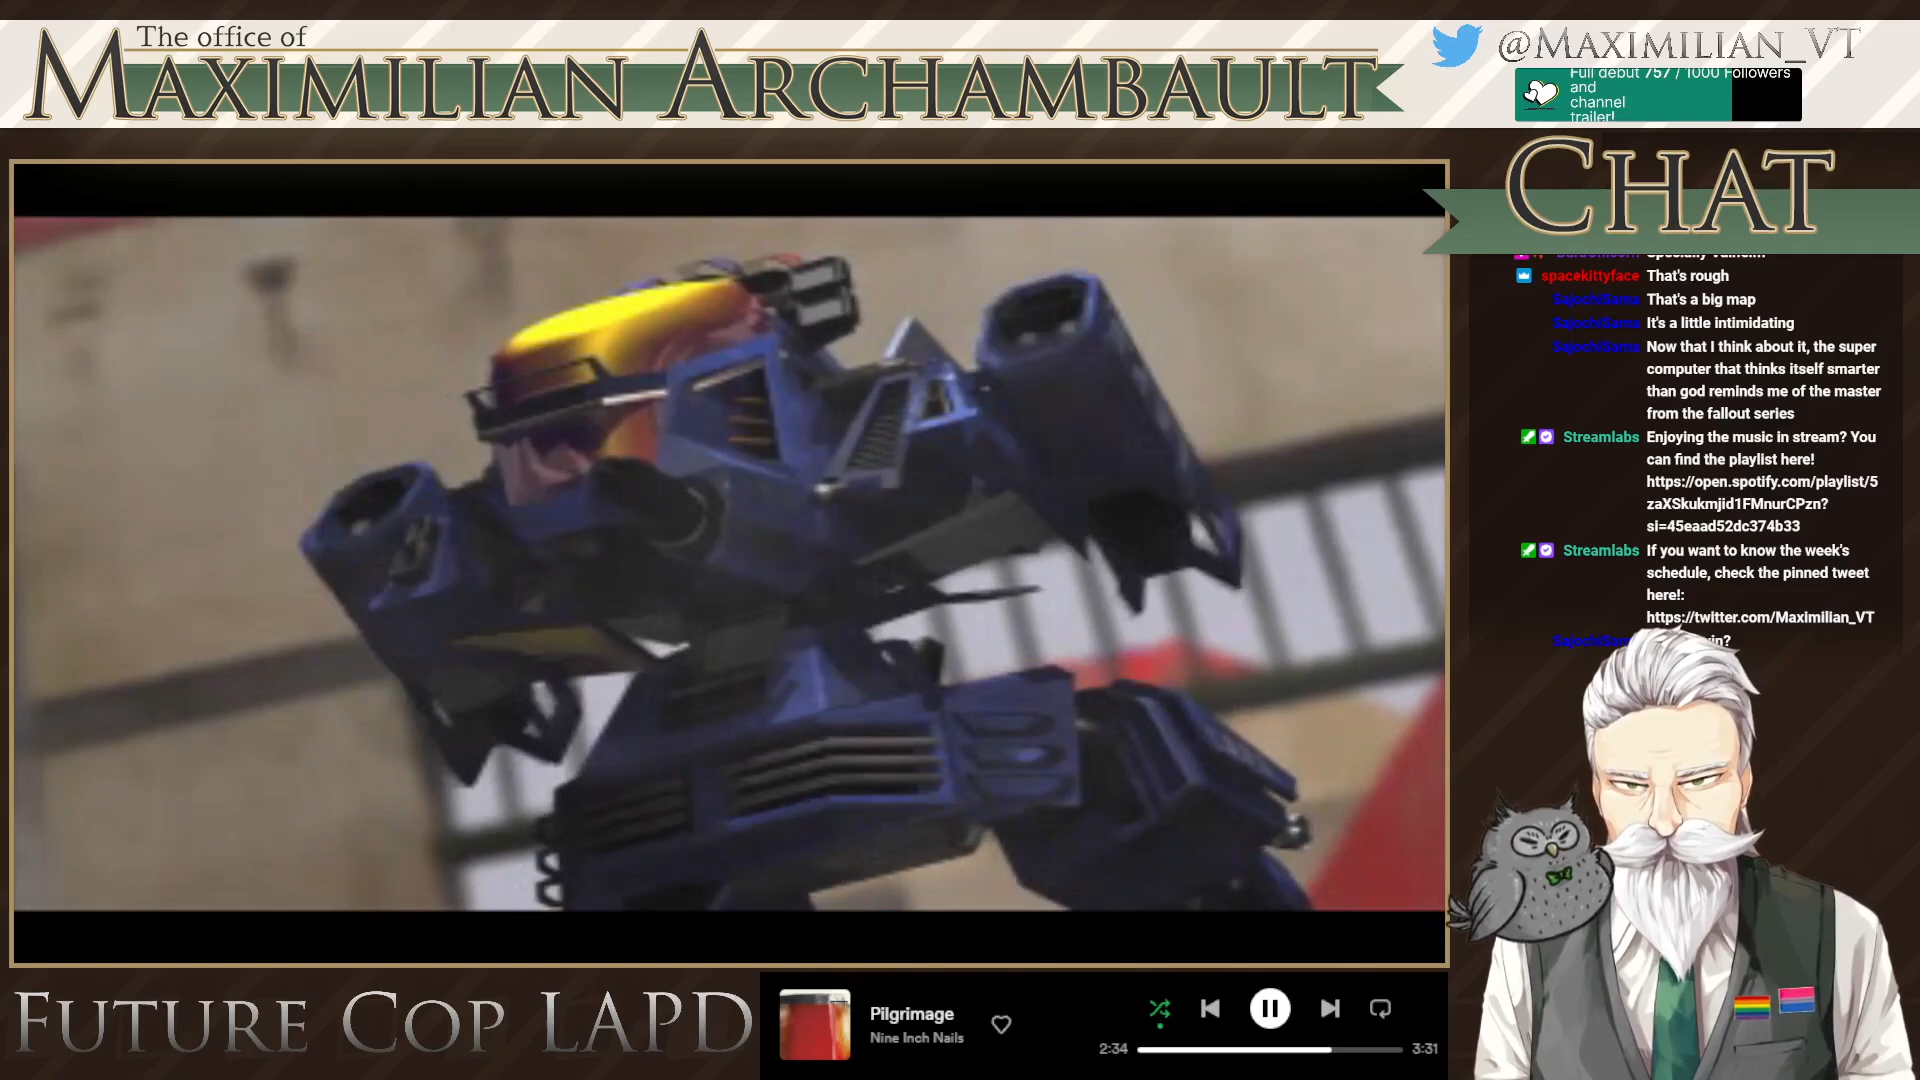 The office of
Maximilian Archambault
@Maximilian_VT
Full debut 757 / 1000 Followers
and
channel
trailer!
Chat
spacekittyface That's rough
SajochiSama That's a big map
SajochiSama It's a little intimidating
SajochiSama Now that I think about it, the super
computer that thinks itself smarter
than god reminds me of the master
from the fallout series
Streamlabs Enjoying the music in stream? You
can find the playlist here!
https://open.spotify.com/playlist/5
zaXSkukmjid1FMnurCPzn?
si=45eaad52dc374b33
Streamlabs If you want to know the week's
schedule, check the pinned tweet
here!:
https://twitter.com/Maximilian_VT
Future Cop LAPD
Pilgrimage
Nine Inch Nails
2:34
3:31